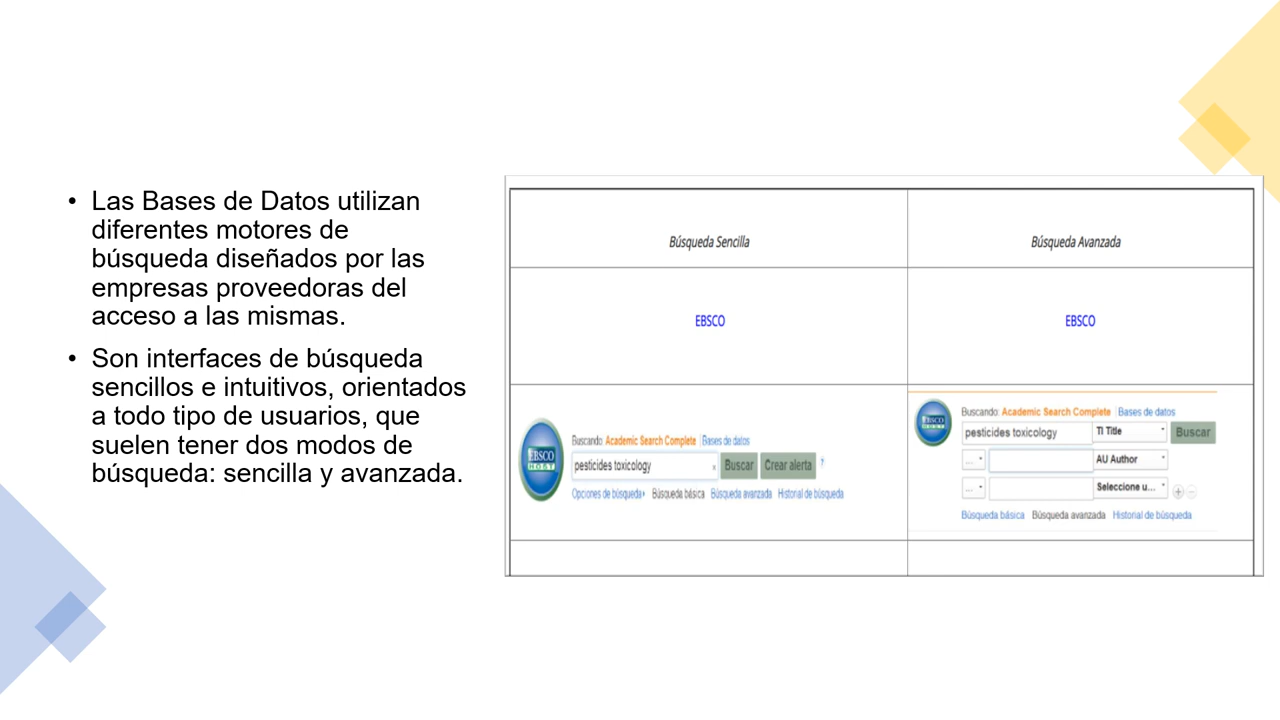 • Las Bases de Datos utilizan
diferentes motores de
búsqueda diseñados por las
empresas proveedoras del
acceso a las mismas.
• Son interfaces de búsqueda
sencillos e intuitivos, orientados
a todo tipo de usuarios, que
suelen tener dos modos de
búsqueda: sencilla y avanzada.
Búsqueda Sencilla
Búsqueda Avanzada
EBSCO
EBSCO
EBSCO
HOST
Buscando: Academic Search Complete | Bases de datos
pesticides toxicology x Buscar Crear alerta ?
Opciones de búsqueda Búsqueda básica Búsqueda avanzada Historial de búsqueda
EBSCO
HOST
Buscando: Academic Search Complete | Bases de datos
pesticides toxicology TI Title Buscar
... AU Author
... Seleccione u...
Búsqueda básica Búsqueda avanzada Historial de búsqueda